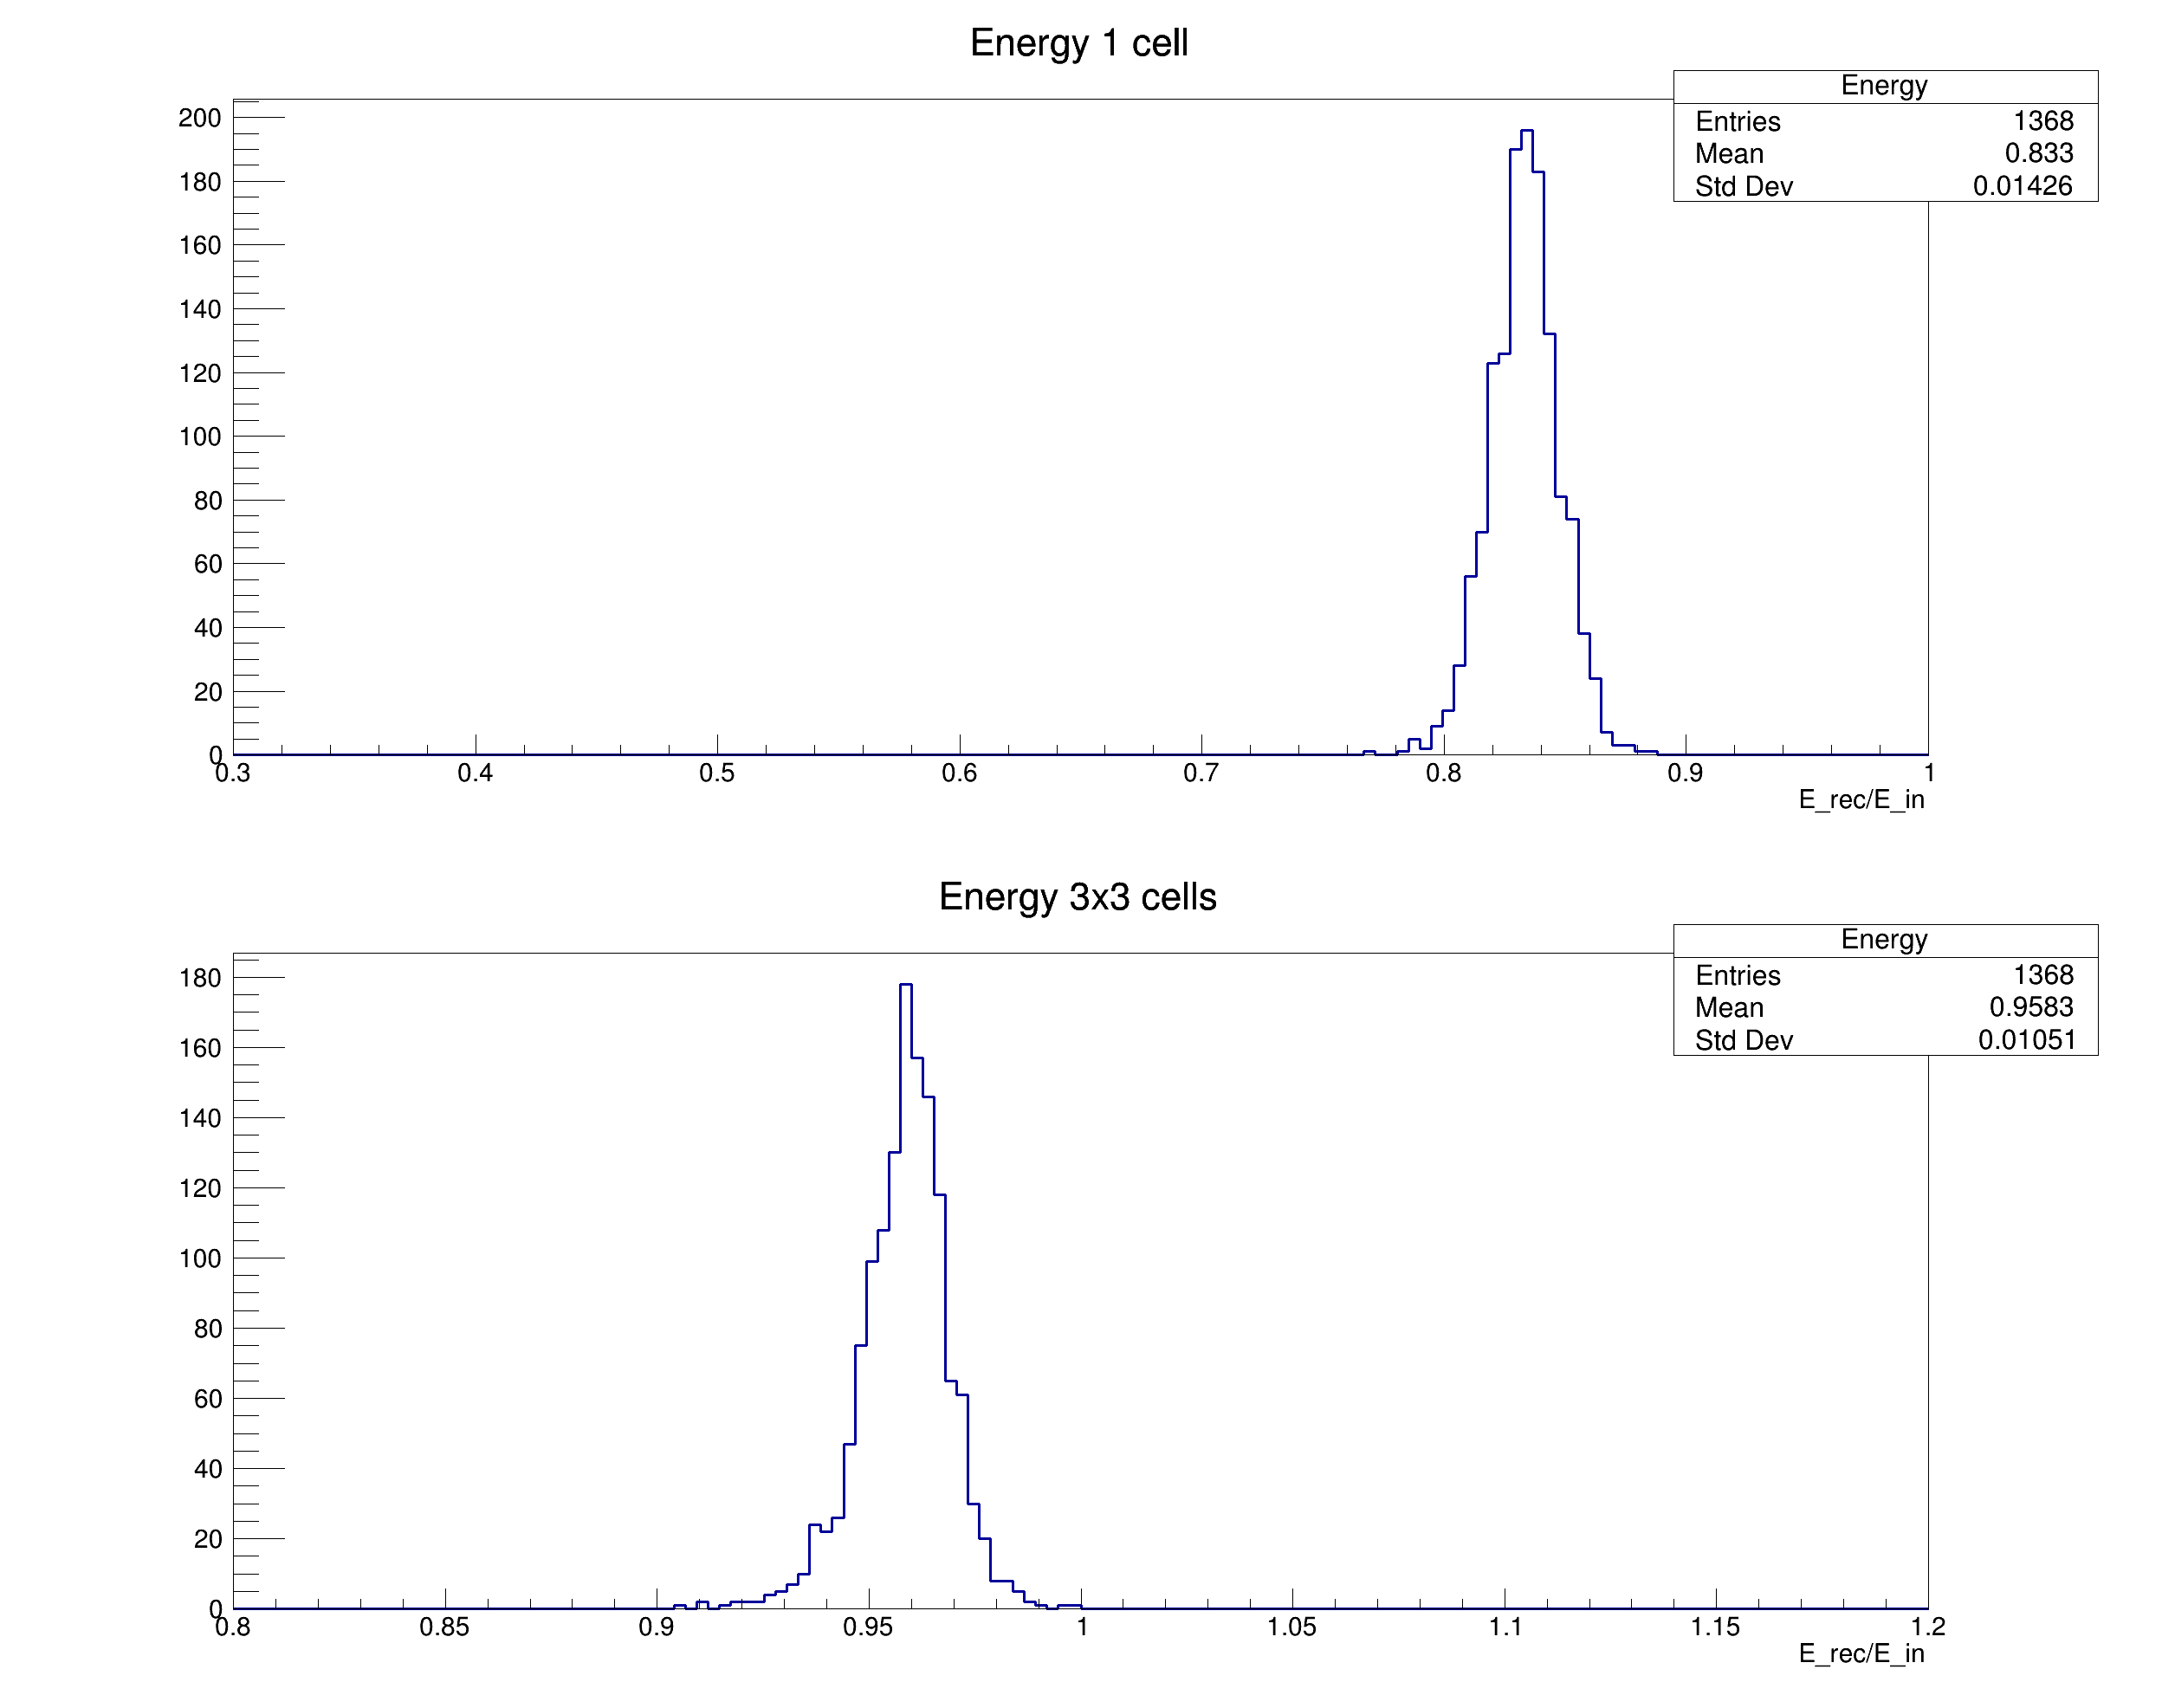 Energy 1 cell
Energy
Entries 1368
Mean 0.833
Std Dev 0.01426
200
180
160
140
120
100
80
60
40
20
0
0.3 0.4 0.5 0.6 0.7 0.8 0.9 1
E_rec/E_in
Energy 3x3 cells
Energy
Entries 1368
Mean 0.9583
Std Dev 0.01051
180
160
140
120
100
80
60
40
20
0
0.8 0.85 0.9 0.95 1 1.05 1.1 1.15 1.2
E_rec/E_in